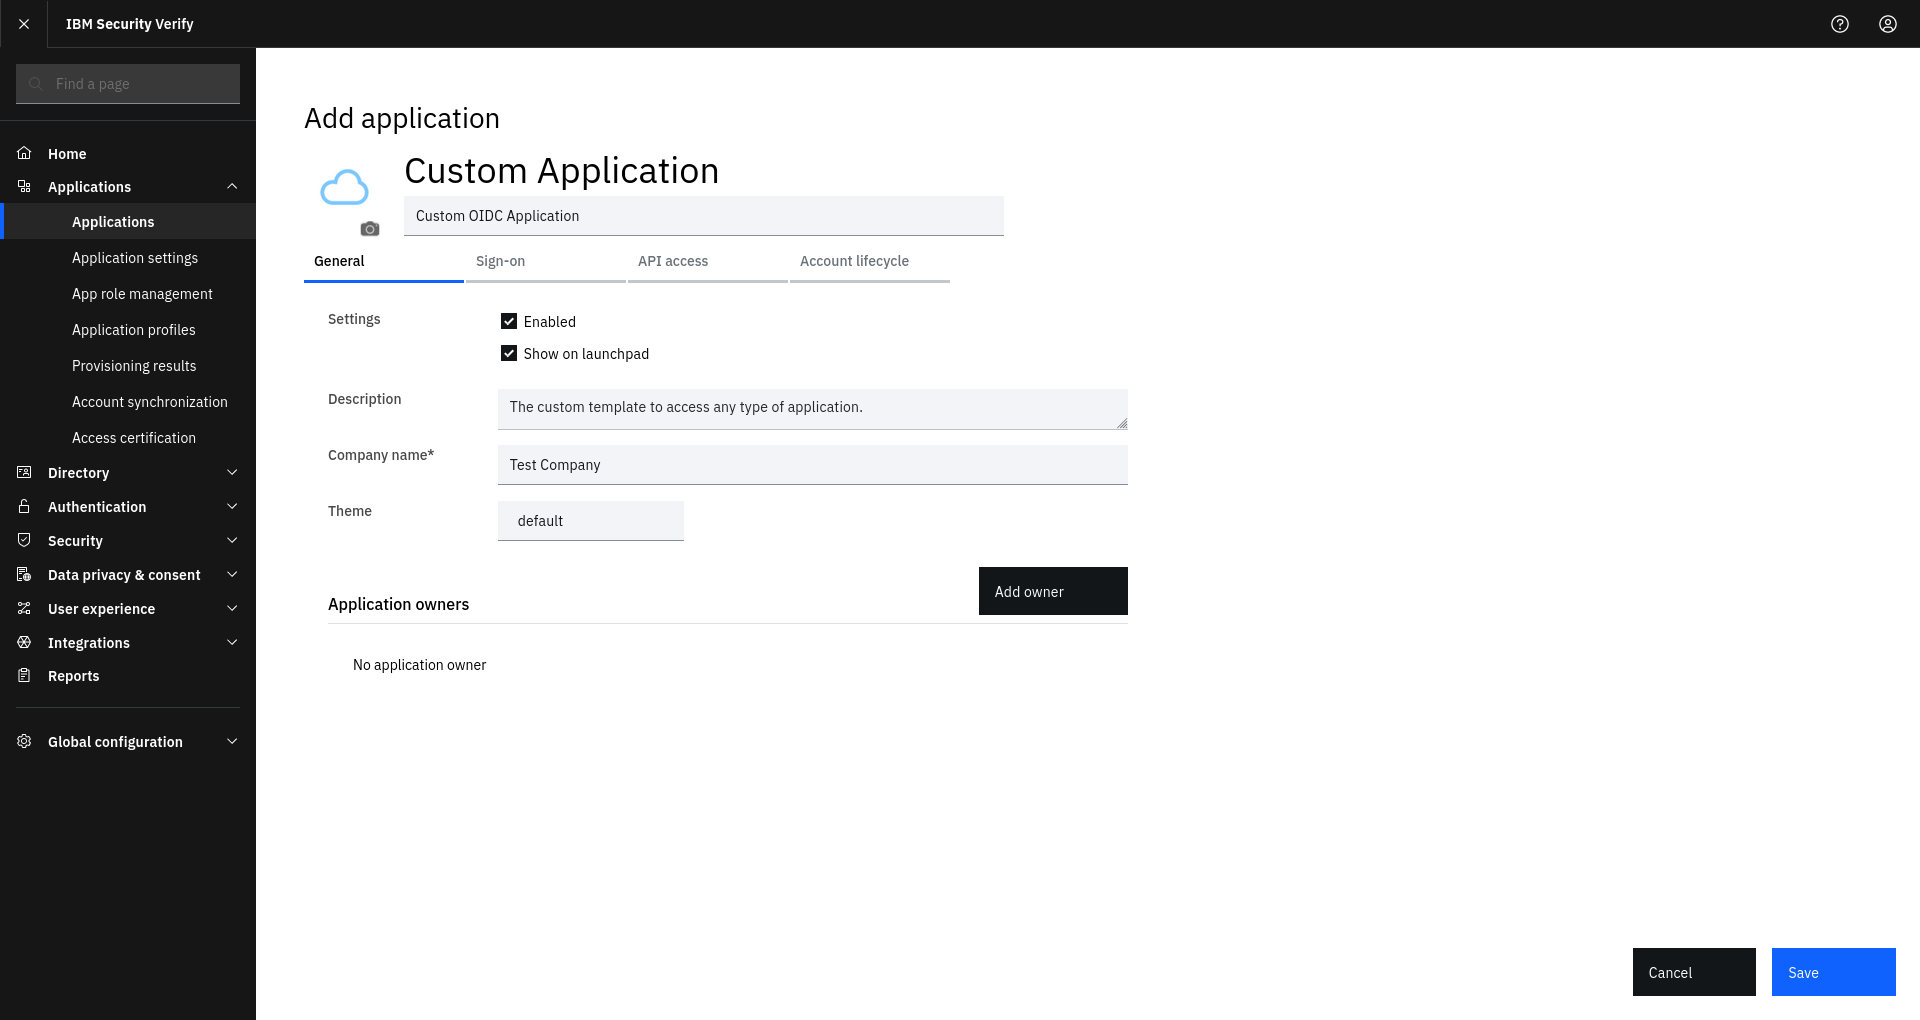 IBM Security Verify
Find a page
Home
Applications
Applications
Application settings
App role management
Application profiles
Provisioning results
Account synchronization
Access certification
Directory
Authentication
Security
Data privacy & consent
User experience
Integrations
Reports
Global configuration
Add application
Custom Application
Custom OIDC Application
General Sign-on API access Account lifecycle
Settings
Enabled
Show on launchpad
Description
The custom template to access any type of application.
Company name*
Test Company
Theme
default
Add owner
Application owners
No application owner
Cancel Save